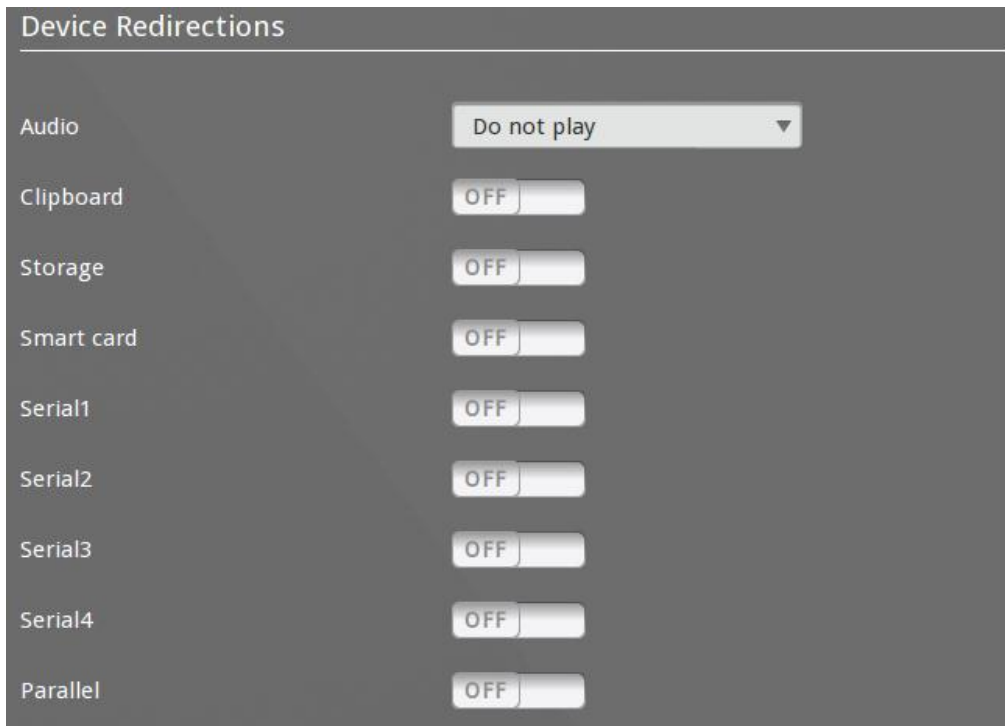 Device Redirections
Audio Do not play
Clipboard OFF
Storage OFF
Smart card OFF
Serial1 OFF
Serial2 OFF
Serial3 OFF
Serial4 OFF
Parallel OFF